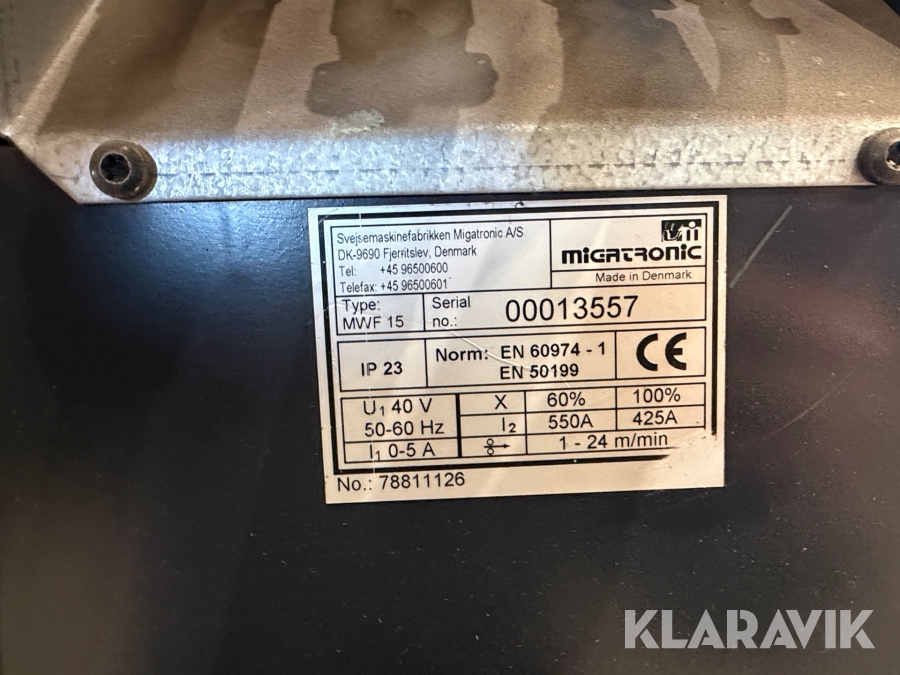 Svejsemaskinefabrikken Migatronic A/S
DK-9690 Fjerritslev, Denmark
Tel: +45 96500600
Telefax: +45 96500601
MIGATRONIC
Made in Denmark
Type:
MWF 15
Serial
no.: 00013557
IP 23
Norm: EN 60974 - 1
EN 50199
CE
U1 40 V
50-60 Hz
I1 0-5 A
X 60% 100%
I2 550A 425A
1 - 24 m/min
No.: 78811126
KLARAVIK